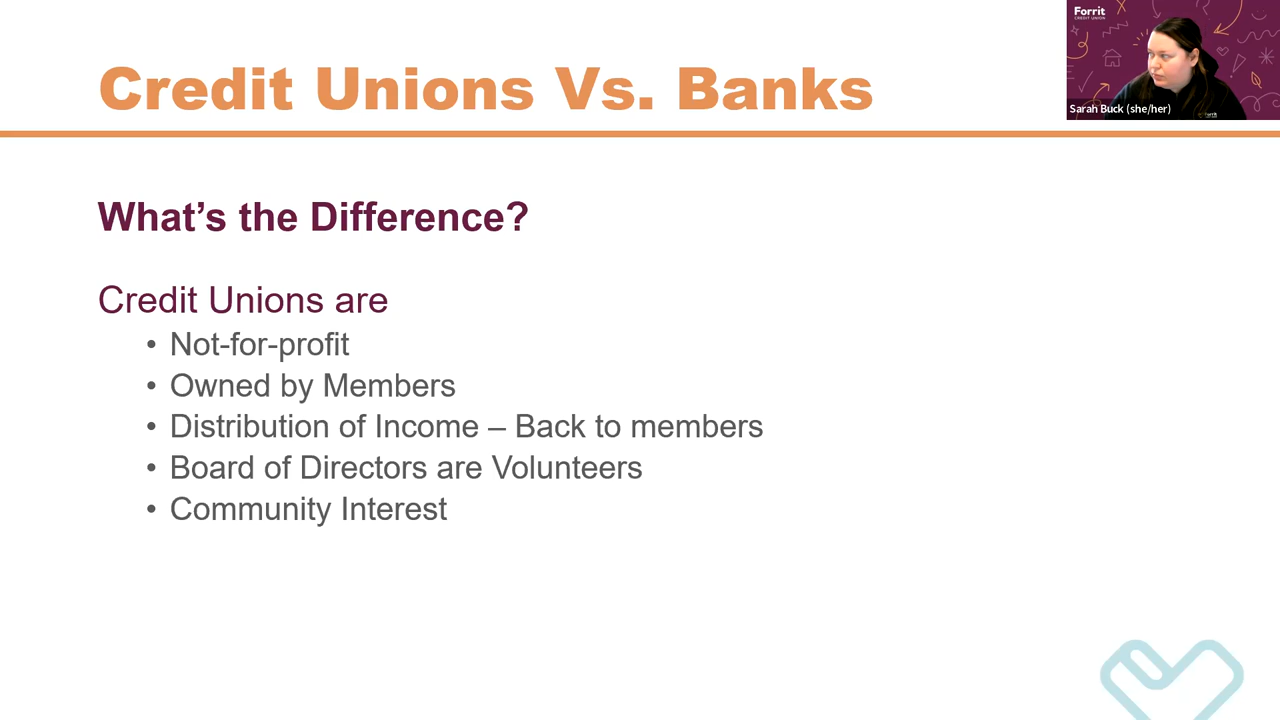 Forrit
CREDIT UNION
Credit Unions Vs. Banks
Sarah Buck (she/her)
What’s the Difference?
Credit Unions are
• Not-for-profit
• Owned by Members
• Distribution of Income – Back to members
• Board of Directors are Volunteers
• Community Interest